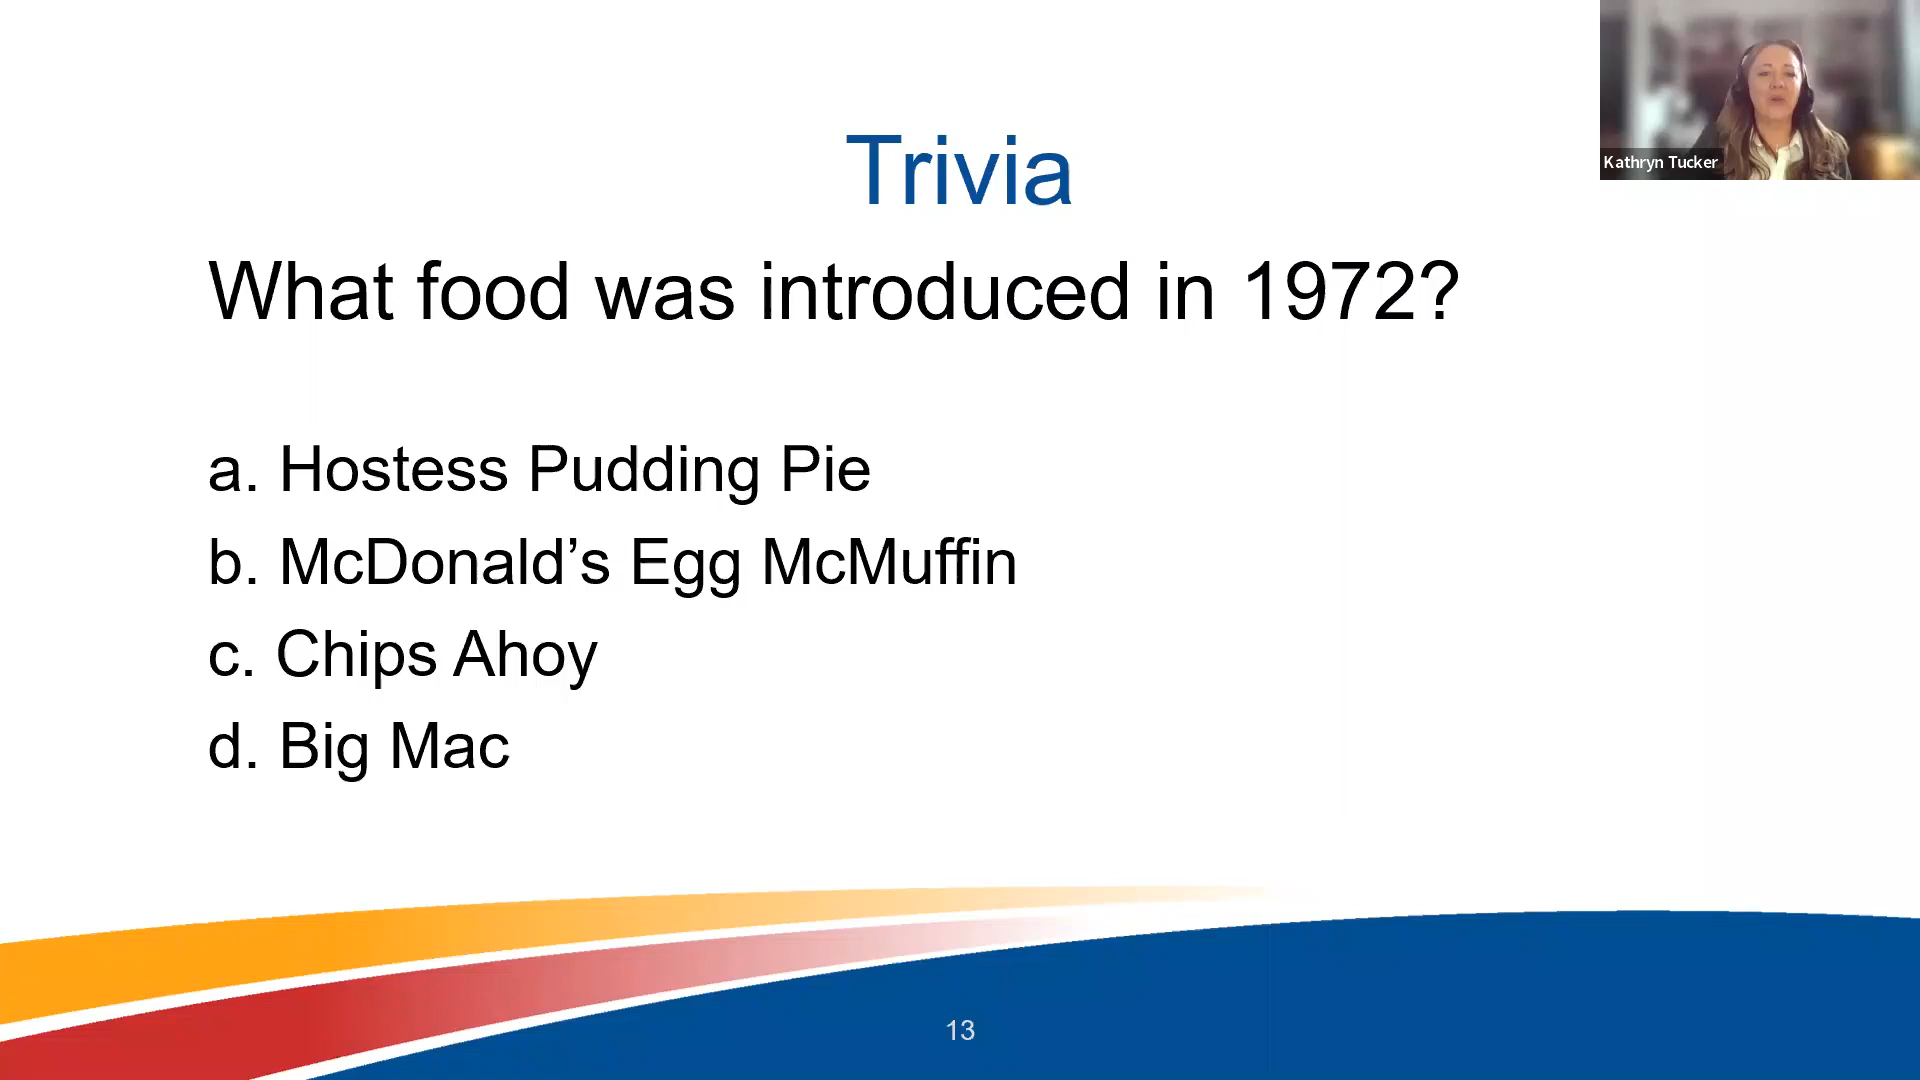 Kathryn Tucker
Trivia
What food was introduced in 1972?
a. Hostess Pudding Pie
b. McDonald’s Egg McMuffin
c. Chips Ahoy
d. Big Mac
13